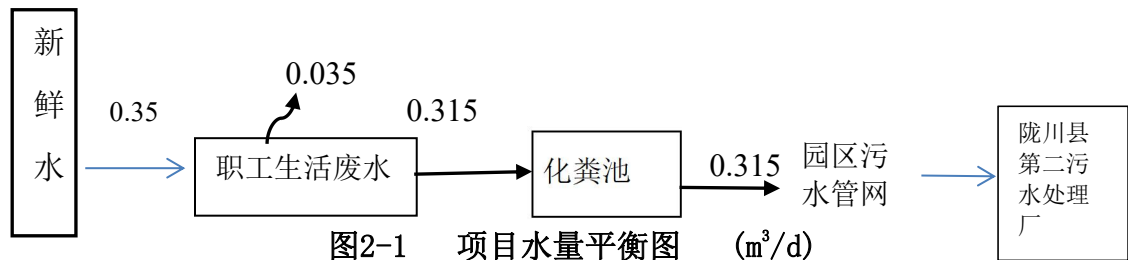 新
鲜
水
0.35
0.035
职工生活废水
0.315
化粪池
0.315
园区污
水管网
陇川县
第二污
水处理
厂
图2-1 项目水量平衡图 (m³/d)